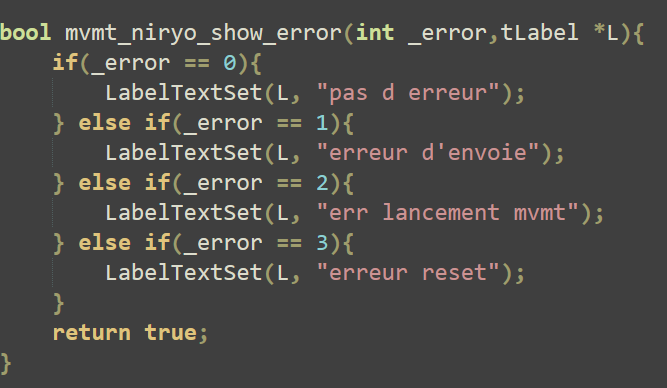 bool mvmt_niryo_show_error(int _error,tLabel *L){
    if(_error == 0){
        LabelTextSet(L, "pas d erreur");
    } else if(_error == 1){
        LabelTextSet(L, "erreur d'envoie");
    } else if(_error == 2){
        LabelTextSet(L, "err lancement mvmt");
    } else if(_error == 3){
        LabelTextSet(L, "erreur reset");
    }
    return true;
}